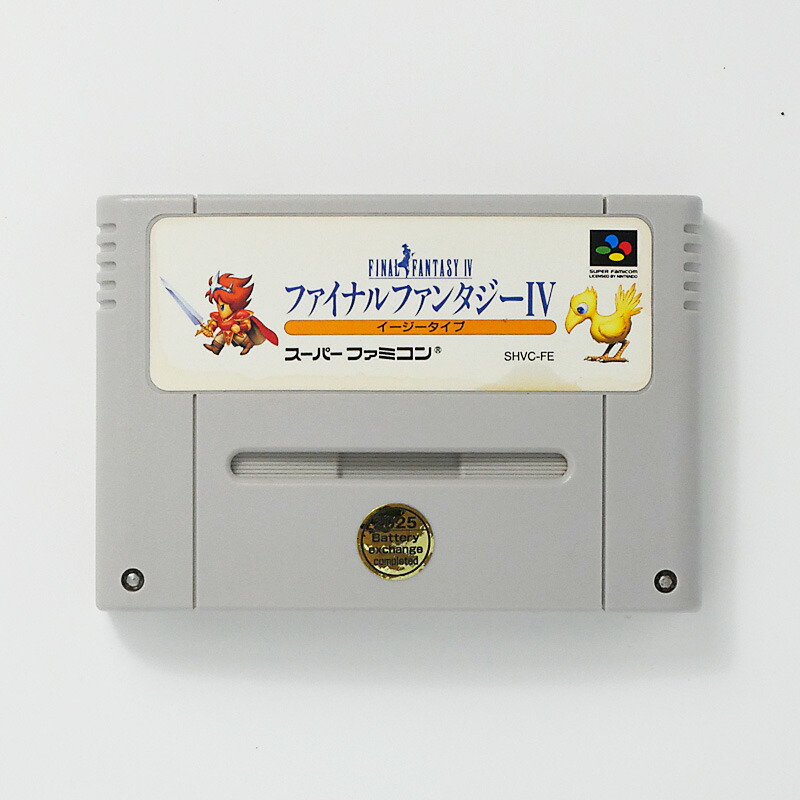 SUPER FAMICOM
LICENSED BY NINTENDO
FINAL FANTASY IV
ファイナルファンタジーIV
イージータイプ
スーパーファミコン®
SHVC-FE
2025
Battery
exchange
completed